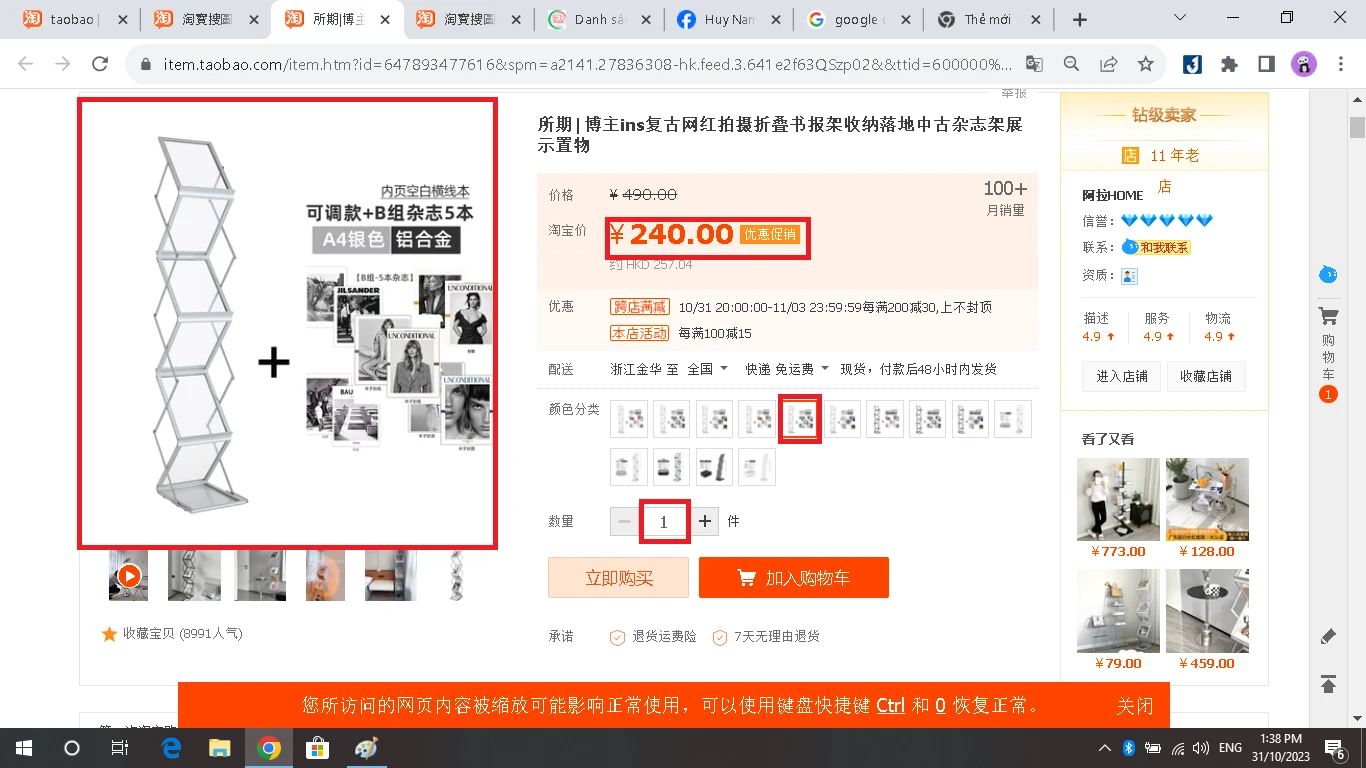 taobao |
淘寳搜圖
所期|博主
淘寳搜圖
Danh sá
Huy Nam
google
Thẻ mới
item.taobao.com/item.htm?id=647893477616&spm=a2141.27836308-hk.feed.3.641e2f63QSzp02&&ttid=600000%...
举报
内页空白横线本
可调款+B组杂志5本
A4银色 铝合金
【B组-5本杂志】
JIL SANDER
UNCONDITIONAL
UNCONDITIONAL
BAU
UNCONDITIONAL
收藏宝贝 (8991人气)
所期|博主ins复古网红拍摄折叠书报架收纳落地中古杂志架展
示置物
价格 ¥ 490.00
100+
月销量
淘宝价 ¥ 240.00 优惠促销
约 HKD 257.04
优惠 跨店满减 10/31 20:00:00-11/03 23:59:59每满200减30,上不封顶
本店活动 每满100减15
配送 浙江金华 至 全国 快递 免运费 现货，付款后48小时内发货
颜色分类
数量 1 件
立即购买 加入购物车
承诺 退货运费险 7天无理由退货
钻级卖家
店 11 年老
店
阿拉HOME
信誉：
联系： 和我联系
资质：
描述 服务 物流
4.9 4.9 4.9
进入店铺 收藏店铺
看了又看
¥773.00 ¥128.00
¥79.00 ¥459.00
购物车
1
您所访问的网页内容被缩放可能影响正常使用，可以使用键盘快捷键 Ctrl 和 0 恢复正常。 关闭
ENG
1:38 PM
31/10/2023
6